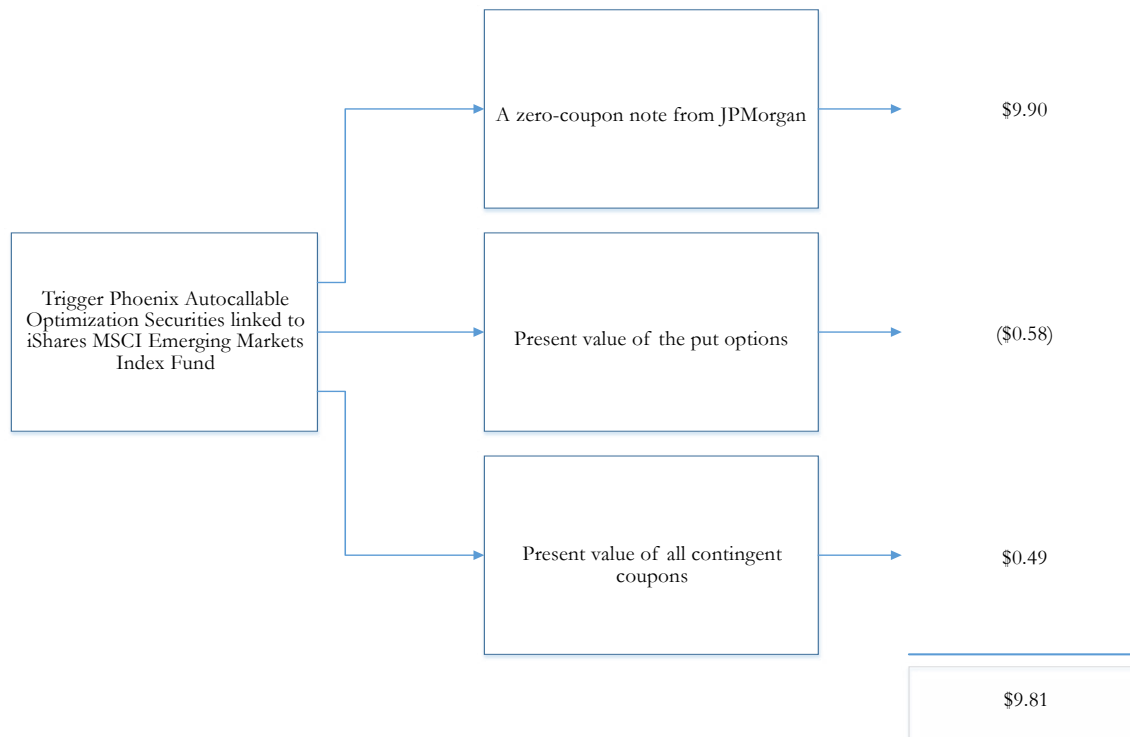 A zero-coupon note from JPMorgan
$9.90
Trigger Phoenix Autocallable
Optimization Securities linked to
iShares MSCI Emerging Markets
Index Fund
Present value of the put options
($0.58)
Present value of all contingent
coupons
$0.49
$9.81